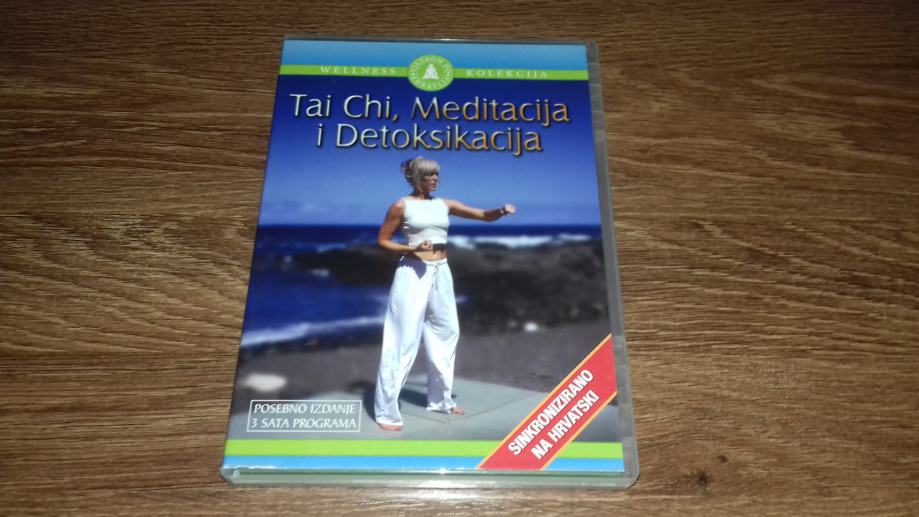 WELLNESS KOLEKCIJA
Tai Chi, Meditacija
i Detoksikacija
POSEBNO IZDANJE
3 SATA PROGRAMA
SINKRONIZIRANO
NA HRVATSKI